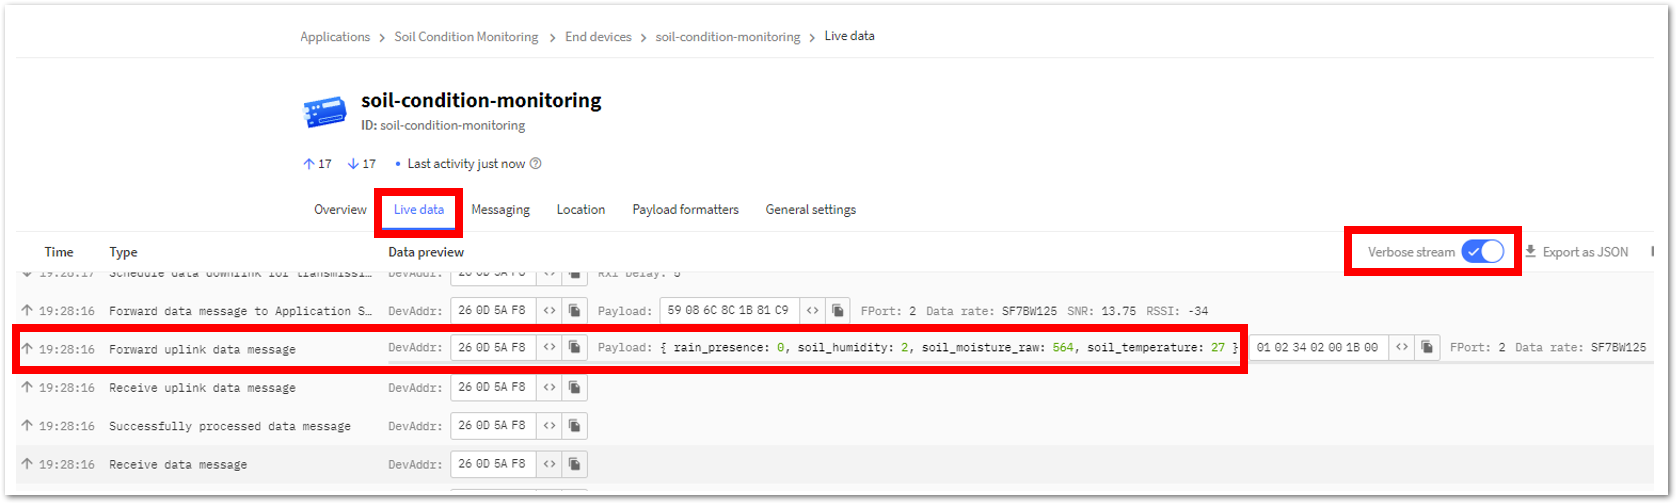 Applications > Soil Condition Monitoring > End devices > soil-condition-monitoring > Live data
soil-condition-monitoring
ID: soil-condition-monitoring
17 17 • Last activity just now
Overview Live data Messaging Location Payload formatters General settings
Time Type Data preview Verbose stream Export as JSON
19:28:17 Schedule data downlink for transmissi… DevAddr: 26 0D 5A F8 <> Rx1 Delay: 5
19:28:16 Forward data message to Application S… DevAddr: 26 0D 5A F8 <> Payload: 59 08 6C 8C 1B 81 C9 <> FPort: 2 Data rate: SF7BW125 SNR: 13.75 RSSI: -34
19:28:16 Forward uplink data message DevAddr: 26 0D 5A F8 <> Payload: { rain_presence: 0, soil_humidity: 2, soil_moisture_raw: 564, soil_temperature: 27 } 01 02 34 02 00 1B 00 <> FPort: 2 Data rate: SF7BW125
19:28:16 Receive uplink data message DevAddr: 26 0D 5A F8 <>
19:28:16 Successfully processed data message DevAddr: 26 0D 5A F8 <>
19:28:16 Receive data message DevAddr: 26 0D 5A F8 <>